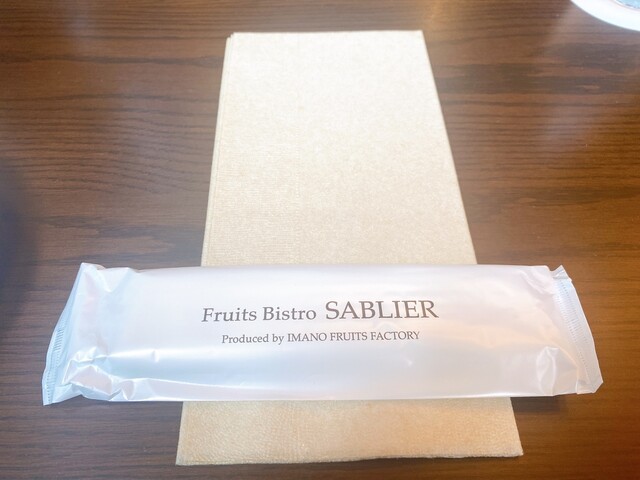 Fruits Bistro SABLIER
Produced by IMANO FRUITS FACTORY